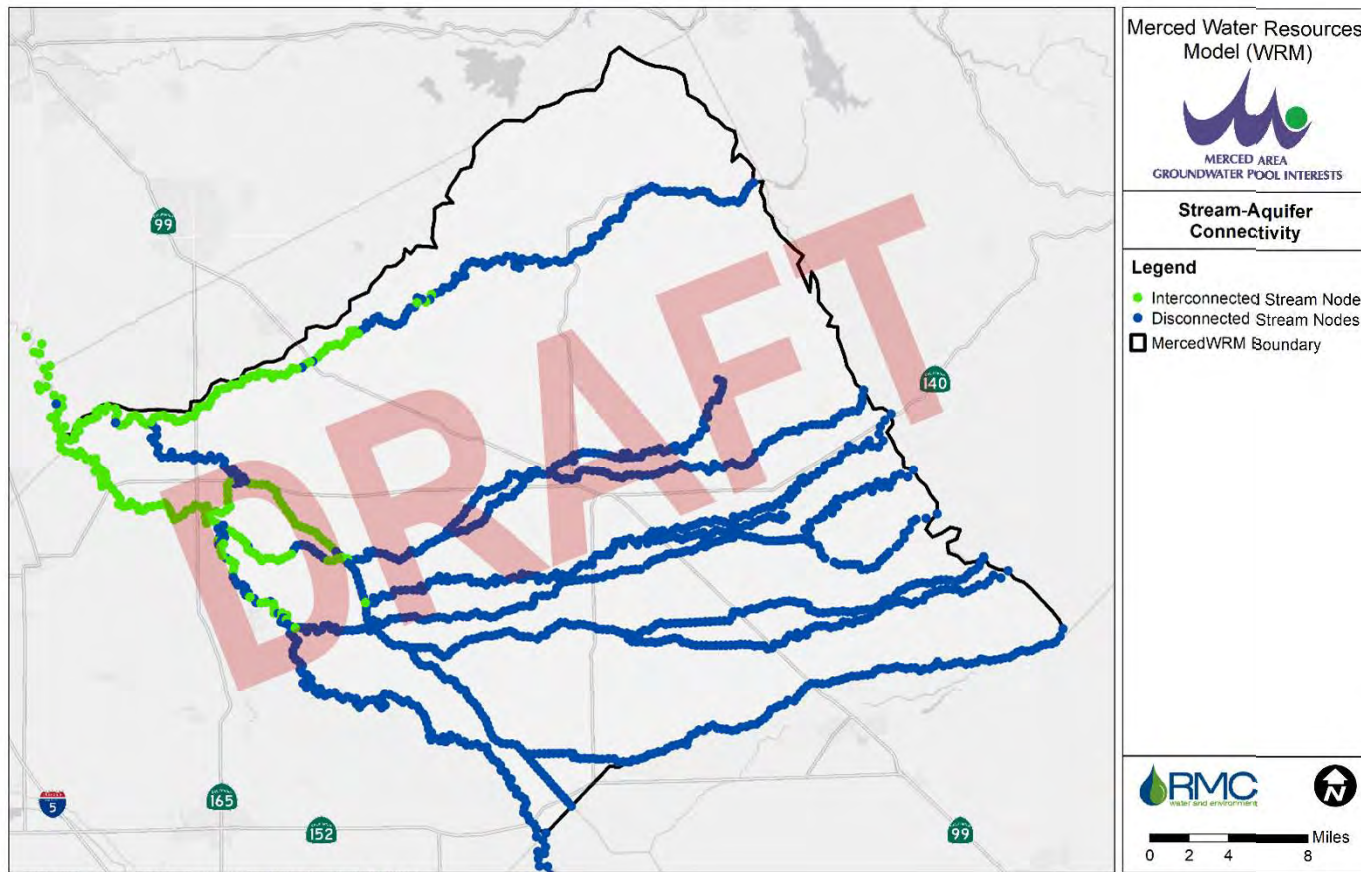 Merced Water Resources
Model (WRM)
MERCED AREA
GROUNDWATER POOL INTERESTS
Stream-Aquifer
Connectivity
Legend
Interconnected Stream Node
Disconnected Stream Nodes
MercedWRM Boundary
RMC
water and environment
N
Miles
0 2 4 8
DRAFT
99
140
165
152
5
99